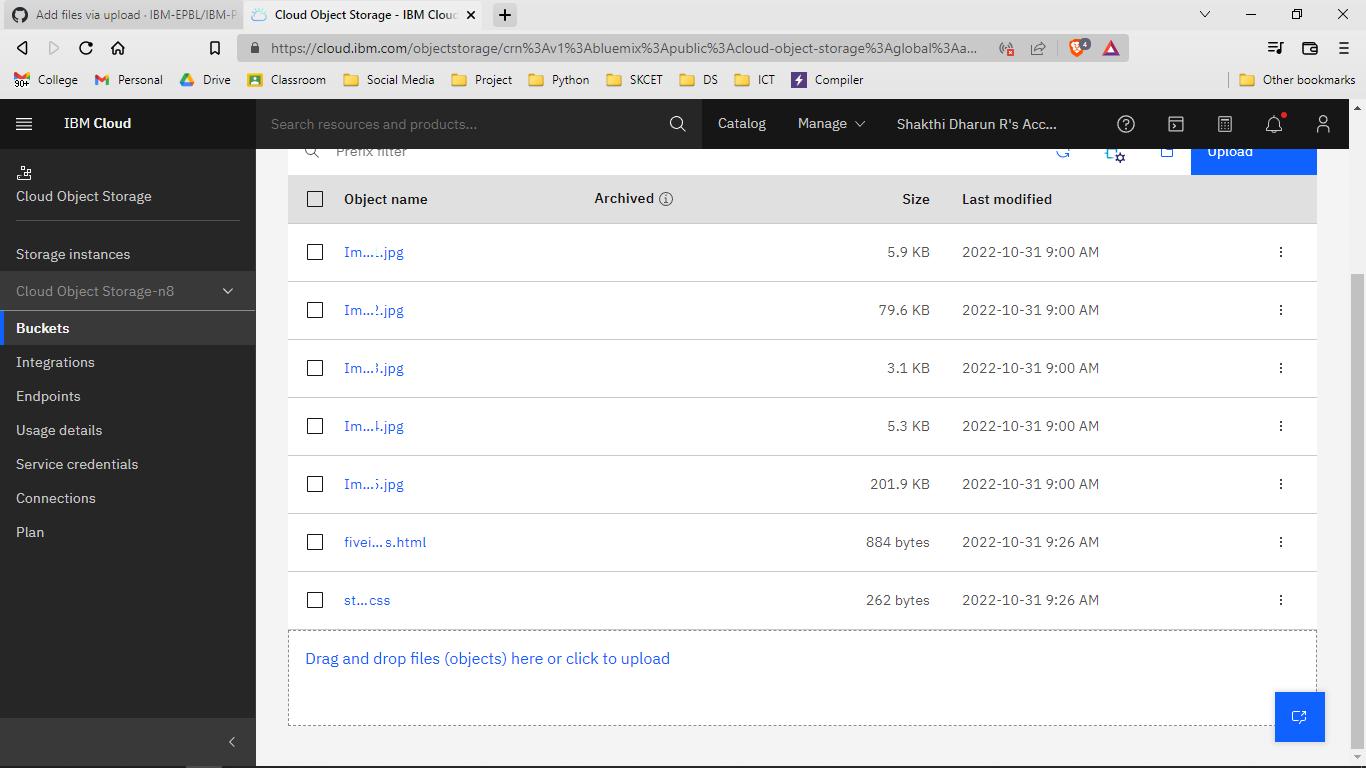 Add files via upload · IBM-EPBL/IBM-P
Cloud Object Storage - IBM Cloud
https://cloud.ibm.com/objectstorage/crn%3Av1%3Abluemix%3Apublic%3Acloud-object-storage%3Aglobal%3Aa...
4
90+
College
Personal
Drive
Classroom
Social Media
Project
Python
SKCET
DS
ICT
Compiler
Other bookmarks
IBM Cloud
Search resources and products...
Catalog
Manage
Shakthi Dharun R's Acc...
Cloud Object Storage
Storage instances
Cloud Object Storage-n8
Buckets
Integrations
Endpoints
Usage details
Service credentials
Connections
Plan
Prefix filter
Upload
Object name Archived Size Last modified
Im... .jpg 5.9 KB 2022-10-31 9:00 AM
Im...2.jpg 79.6 KB 2022-10-31 9:00 AM
Im...3.jpg 3.1 KB 2022-10-31 9:00 AM
Im...4.jpg 5.3 KB 2022-10-31 9:00 AM
Im...5.jpg 201.9 KB 2022-10-31 9:00 AM
fivei...s.html 884 bytes 2022-10-31 9:26 AM
st...css 262 bytes 2022-10-31 9:26 AM
Drag and drop files (objects) here or click to upload